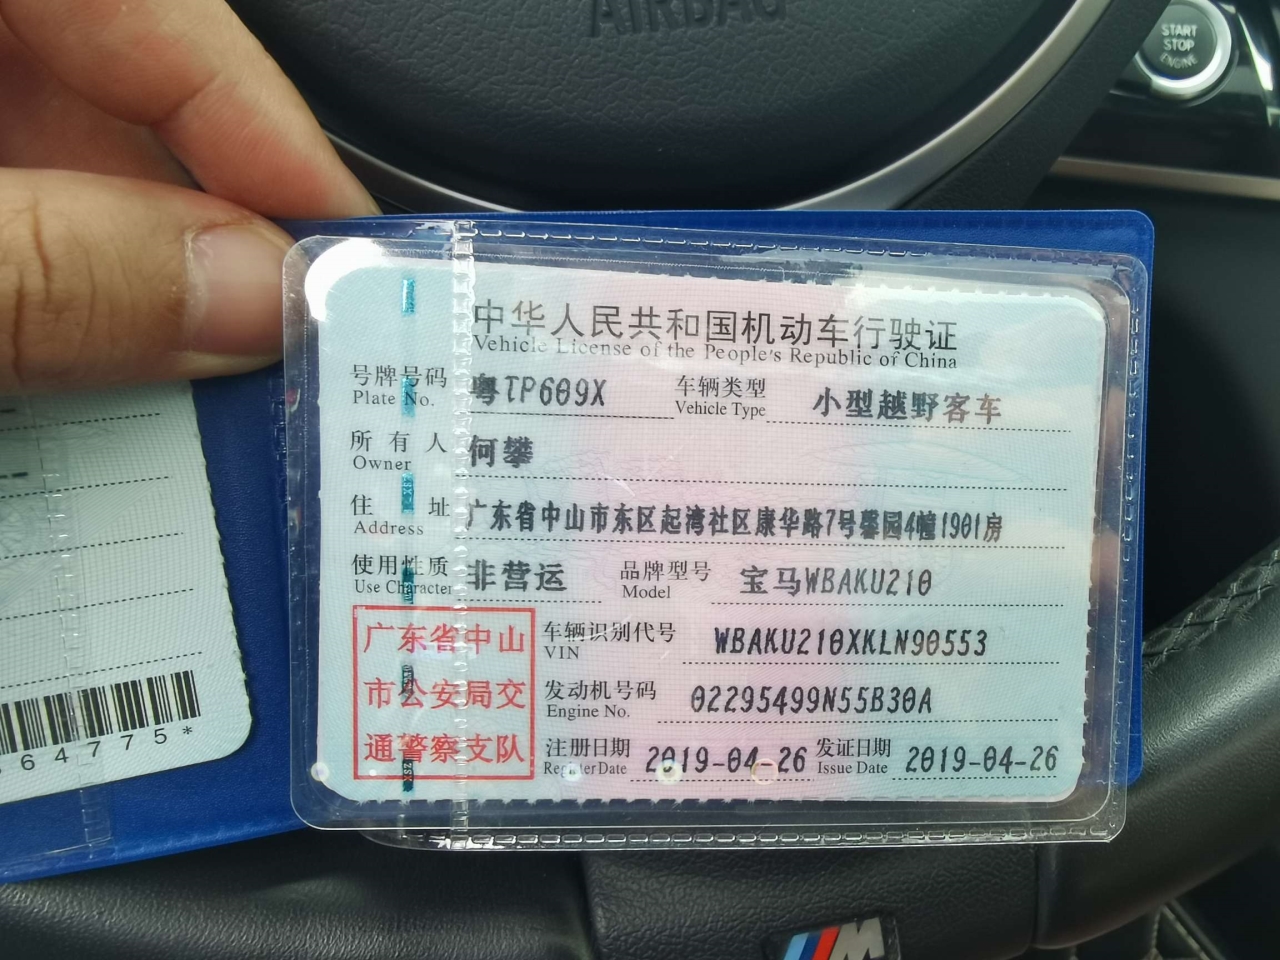 AIRBAG
START
STOP
ENGINE
中华人民共和国机动车行驶证
Vehicle License of the People's Republic of China
号牌号码 粤TP609X 车辆类型 小型越野客车
Plate No. Vehicle Type
所有人 何攀
Owner
住址 广东省中山市东区起湾社区康华路7号馨园4幢1901房
Address
使用性质 非营运 品牌型号 宝马WBAKU210
Use Character Model
广东省中山
市公安局交
通警察支队
车辆识别代号 WBAKU210XKLN90553
VIN
发动机号码 02295499N55B30A
Engine No.
注册日期 2019-04-26 发证日期 2019-04-26
Register Date Issue Date
64775*
M